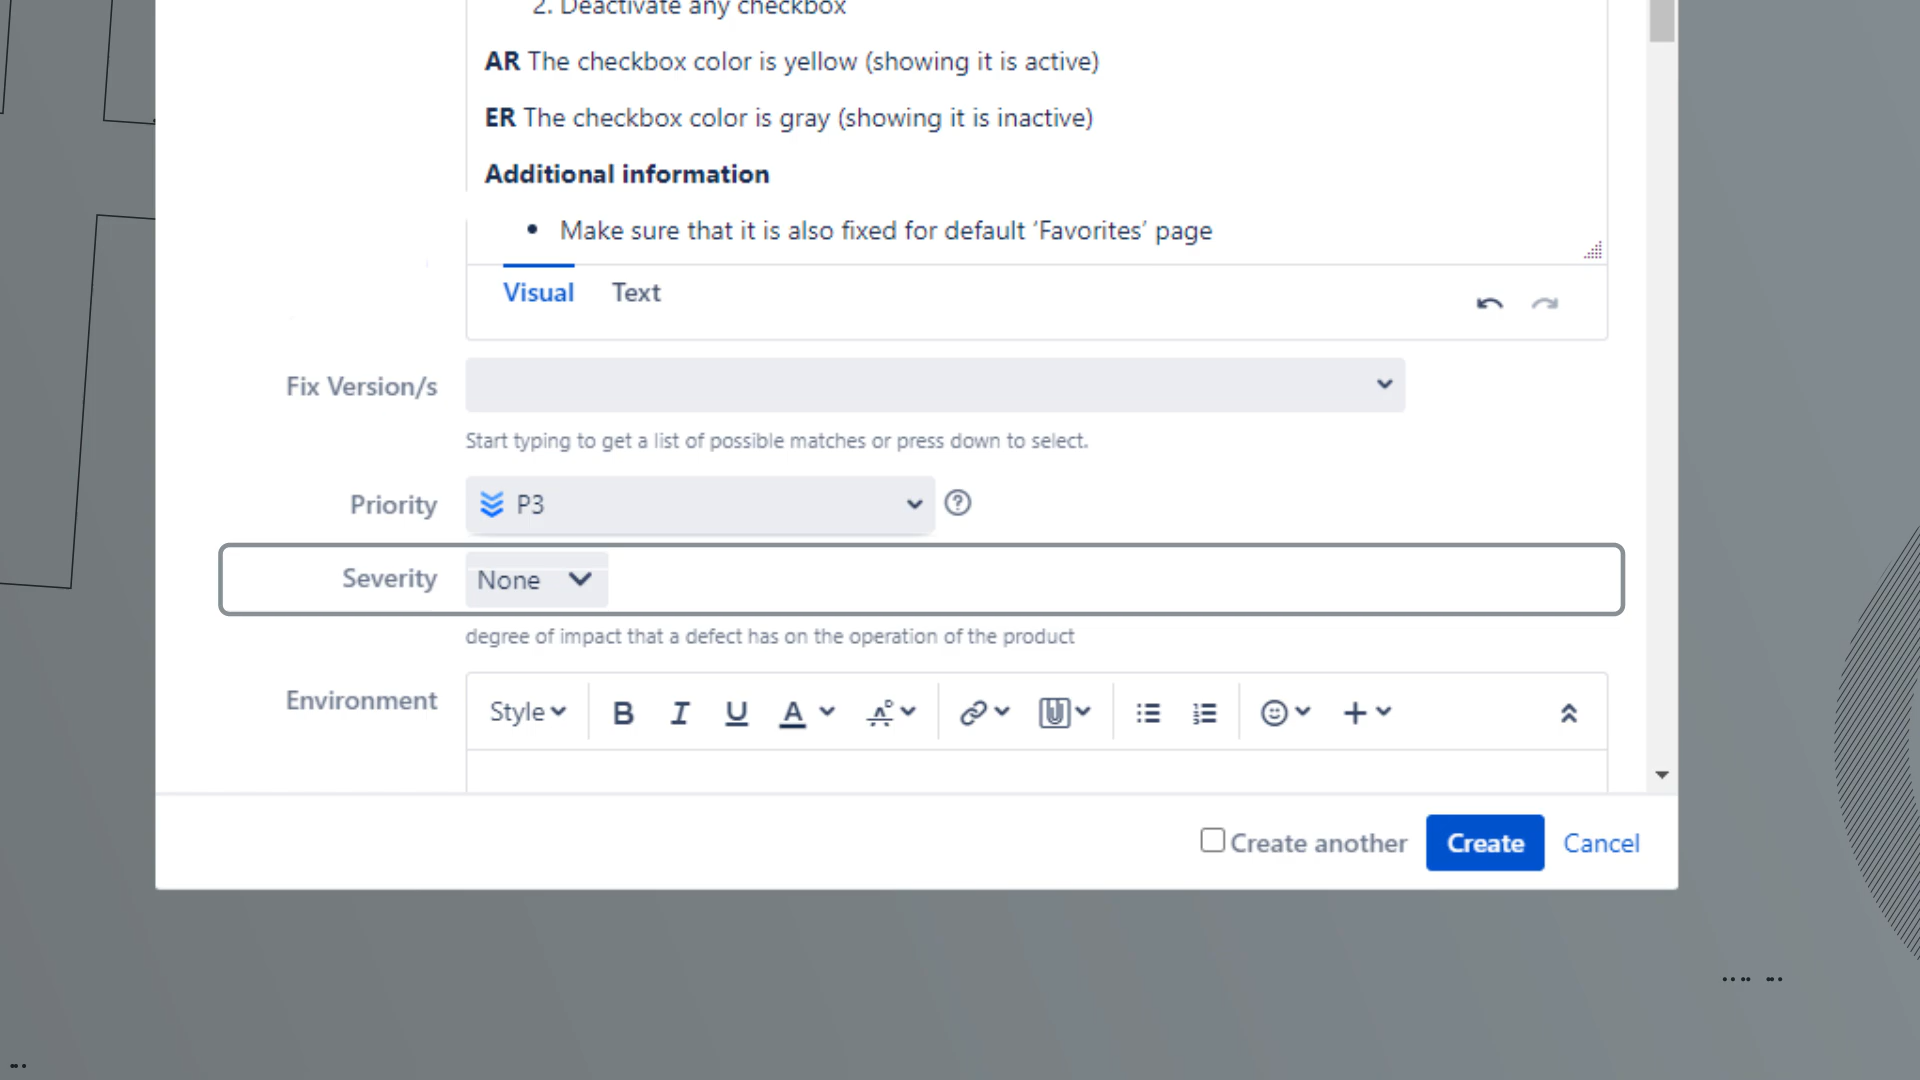 2. Deactivate any checkbox
AR The checkbox color is yellow (showing it is active)
ER The checkbox color is gray (showing it is inactive)
Additional information
• Make sure that it is also fixed for default ‘Favorites’ page
Visual Text
Fix Version/s
Start typing to get a list of possible matches or press down to select.
Priority P3
Severity None
degree of impact that a defect has on the operation of the product
Environment Style B I U A
Create another Create Cancel